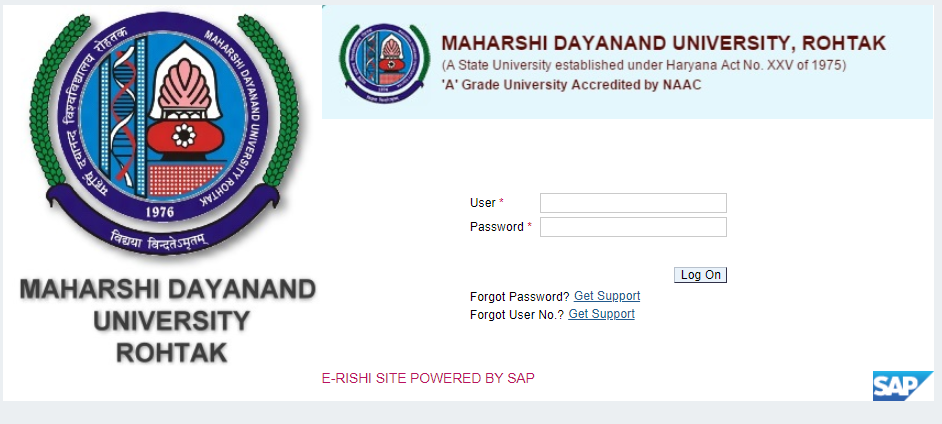 महर्षि दयानन्द विश्वविद्यालय रोहतक
MAHARSHI DAYANAND UNIVERSITY ROHTAK
1976
विद्यया विन्दतेऽमृतम्
MAHARSHI DAYANAND
UNIVERSITY
ROHTAK
MAHARSHI DAYANAND UNIVERSITY, ROHTAK
(A State University established under Haryana Act No. XXV of 1975)
'A' Grade University Accredited by NAAC
User *
Password *
Log On
Forgot Password? Get Support
Forgot User No.? Get Support
E-RISHI SITE POWERED BY SAP
SAP